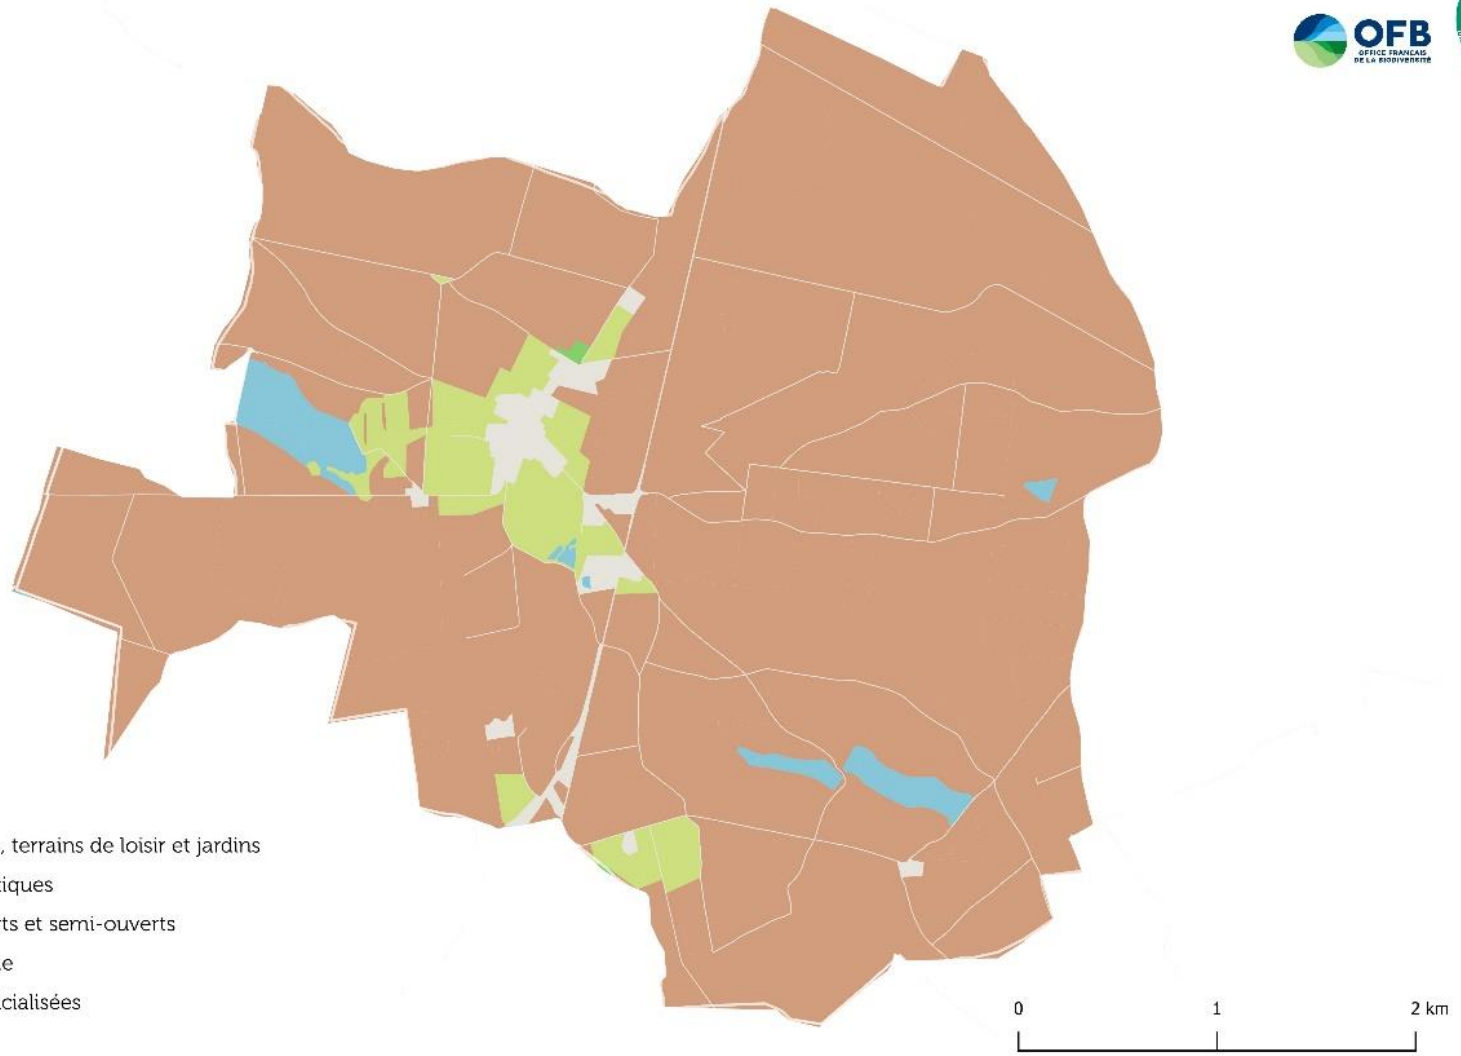 OFB
OFFICE FRANÇAIS
DE LA BIODIVERSITÉ
, terrains de loisir et jardins
tiques
rts et semi-ouverts
le
cialisées
0 1 2 km